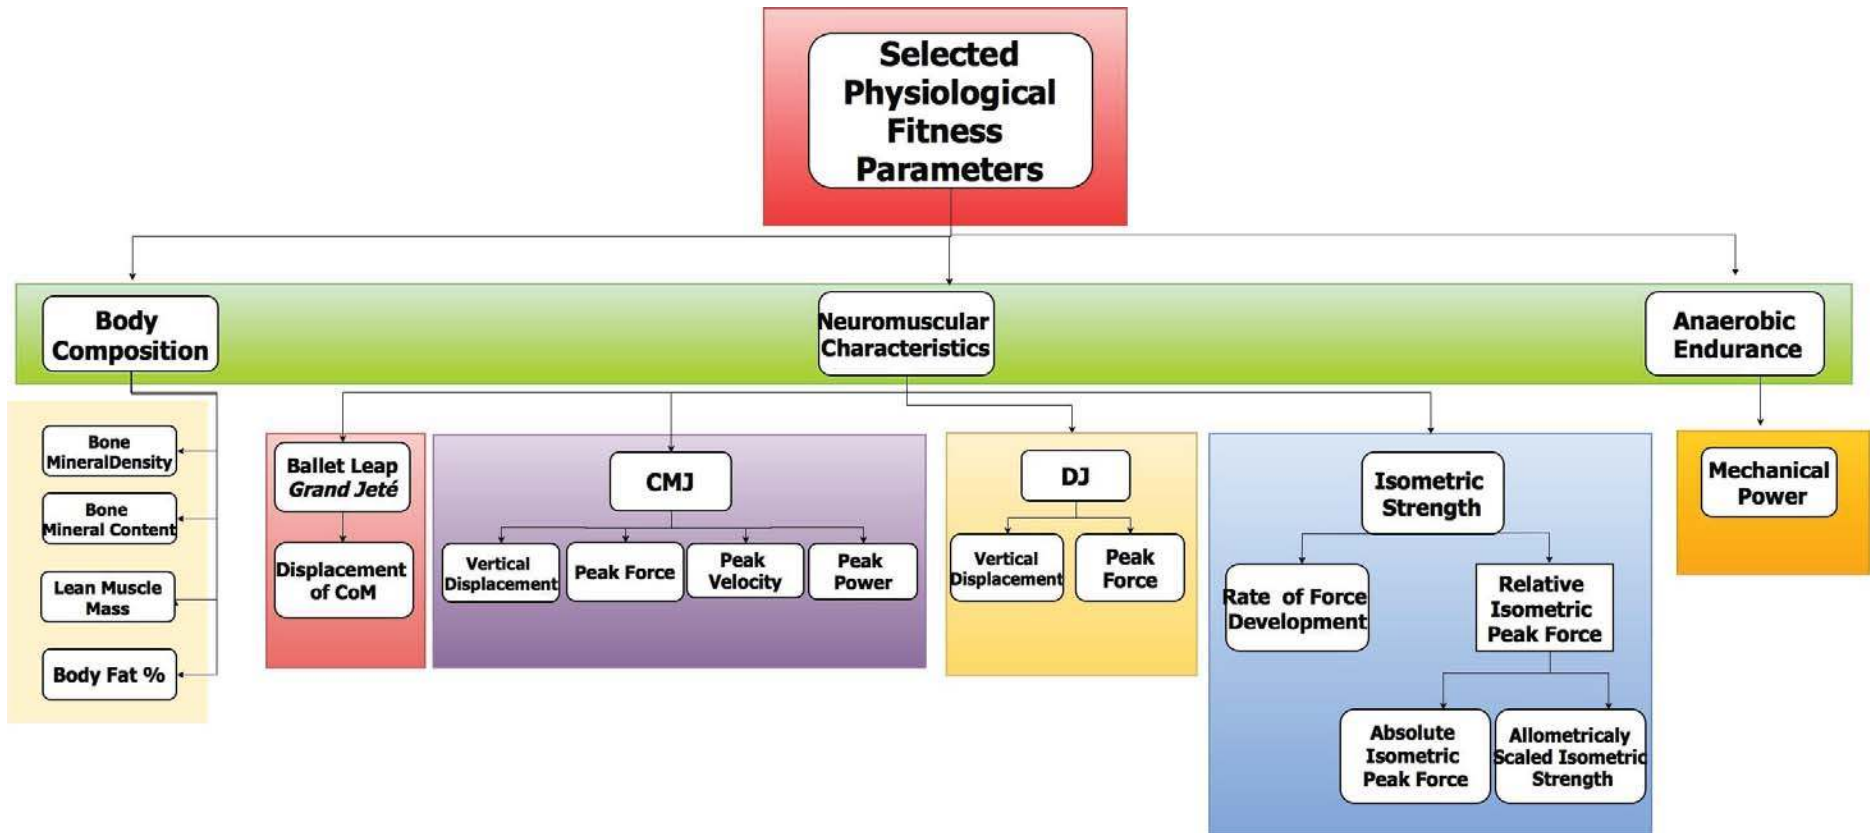 Selected
Physiological
Fitness
Parameters
Body
Composition
Neuromuscular
Characteristics
Anaerobic
Endurance
Bone
MineralDensity
Bone
Mineral Content
Lean Muscle
Mass
Body Fat %
Ballet Leap
Grand Jeté
Displacement
of CoM
CMJ
Vertical
Displacement
Peak Force
Peak
Velocity
Peak
Power
DJ
Vertical
Displacement
Peak
Force
Isometric
Strength
Rate of Force
Development
Relative
Isometric
Peak Force
Absolute
Isometric
Peak Force
Allometricaly
Scaled Isometric
Strength
Mechanical
Power